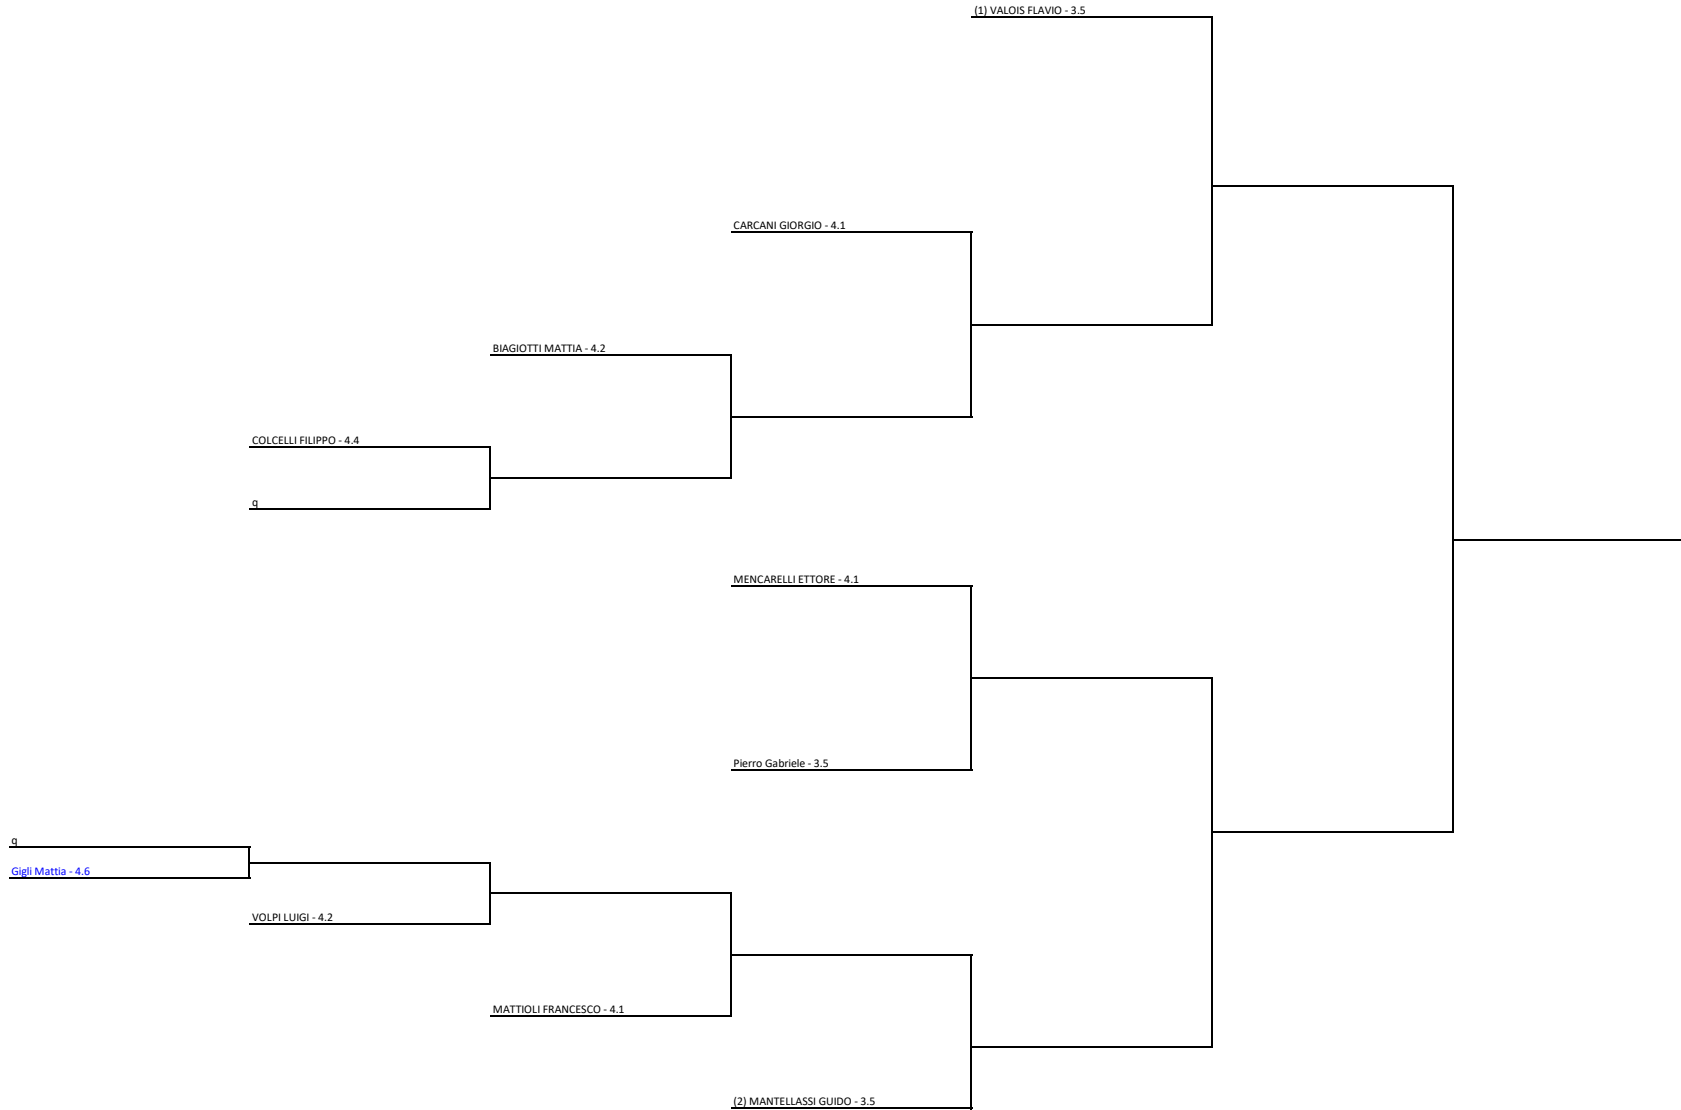 (1) VALOIS FLAVIO - 3.5
CARCANI GIORGIO - 4.1
BIAGIOTTI MATTIA - 4.2
COLCELLI FILIPPO - 4.4
q
MENCARELLI ETTORE - 4.1
Pierro Gabriele - 3.5
q
Gigli Mattia - 4.6
VOLPI LUIGI - 4.2
MATTIOLI FRANCESCO - 4.1
(2) MANTELLASSI GUIDO - 3.5